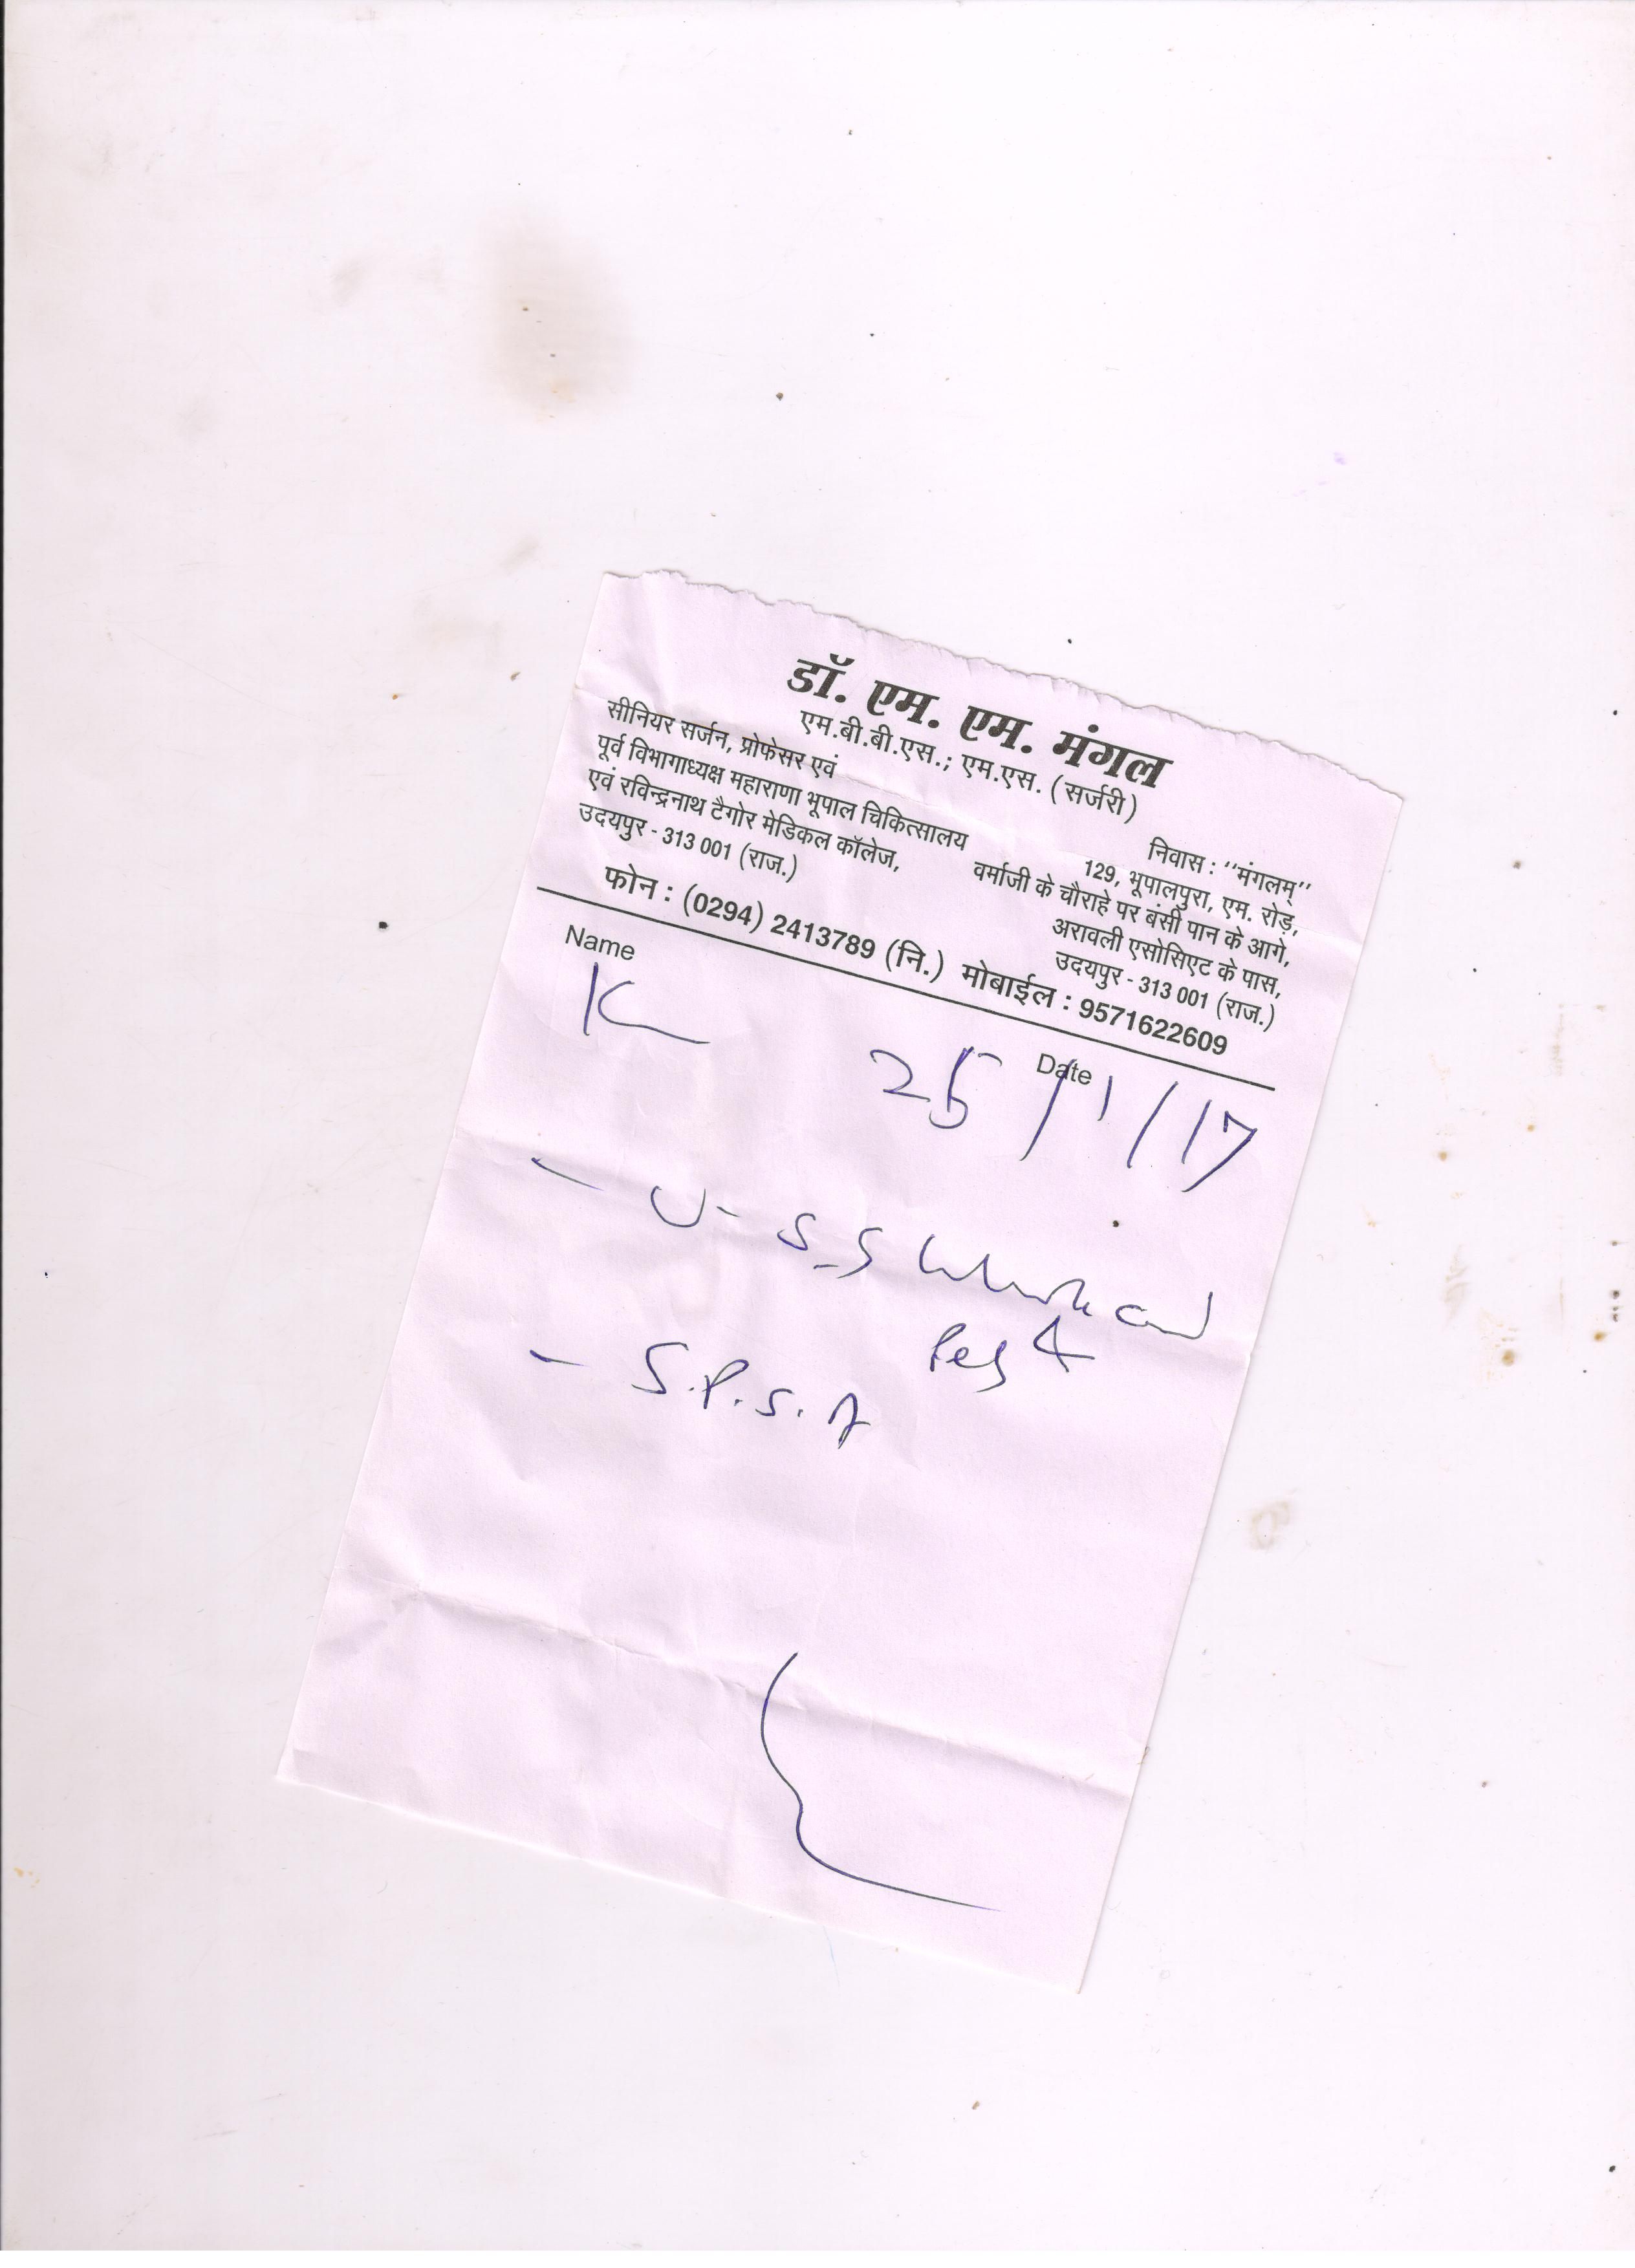 डॉ. एम. एम. मंगल
एम.बी.बी.एस.; एम.एस. (सर्जरी)
सीनियर सर्जन, प्रोफेसर एवं
पूर्व विभागाध्यक्ष महाराणा भूपाल चिकित्सालय
एवं रविन्द्रनाथ टैगोर मेडिकल कॉलेज,
उदयपुर - 313 001 (राज.)
निवास : ‘‘मंगलम्’’
129, भूपालपुरा, एम. रोड़,
वर्माजी के चौराहे पर बंसी पान के आगे,
अरावली एसोसिएट के पास,
उदयपुर - 313 001 (राज.)
फोन : (0294) 2413789 (नि.) मोबाईल : 9571622609
Name
Date
25/1/17
- U-S.S
- S.P.S.A